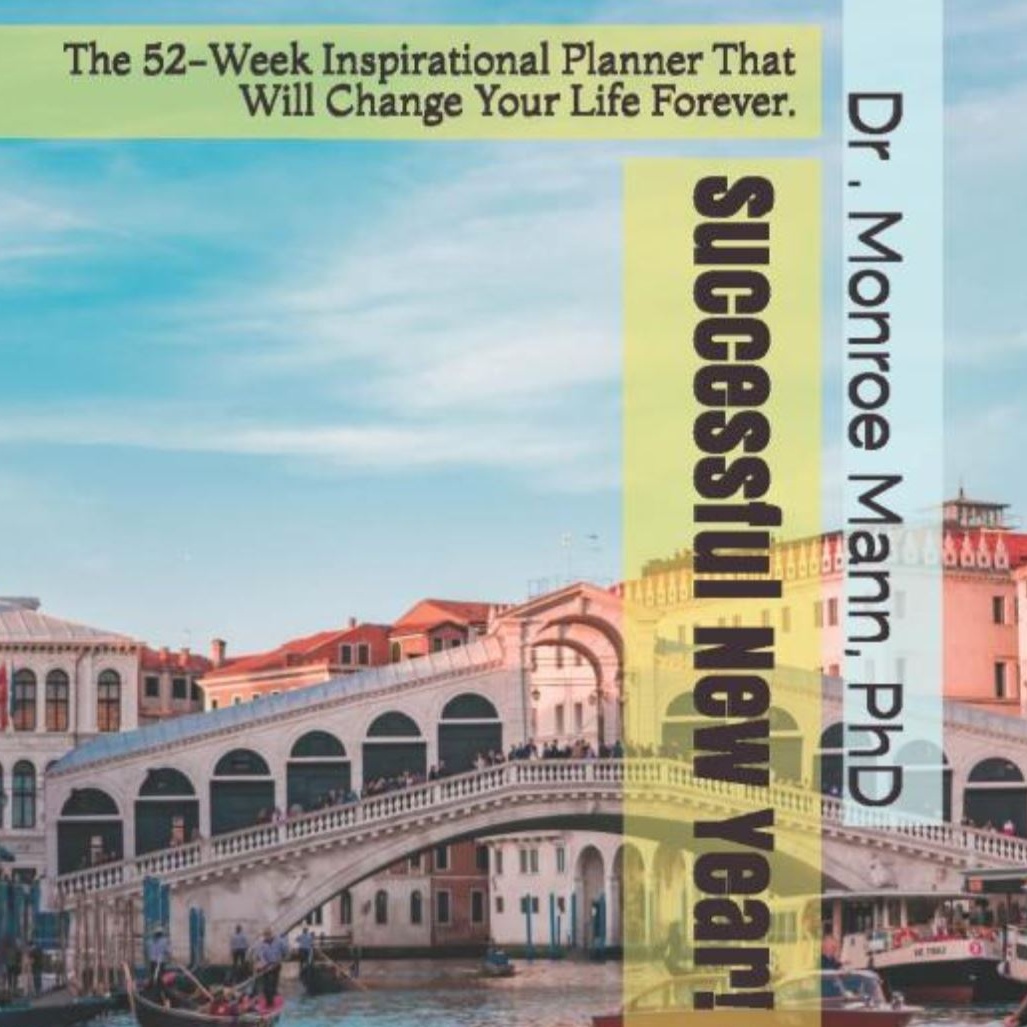 The 52-Week Inspirational Planner That
Will Change Your Life Forever.
Successful New Year!
Dr . Monroe Mann, PhD